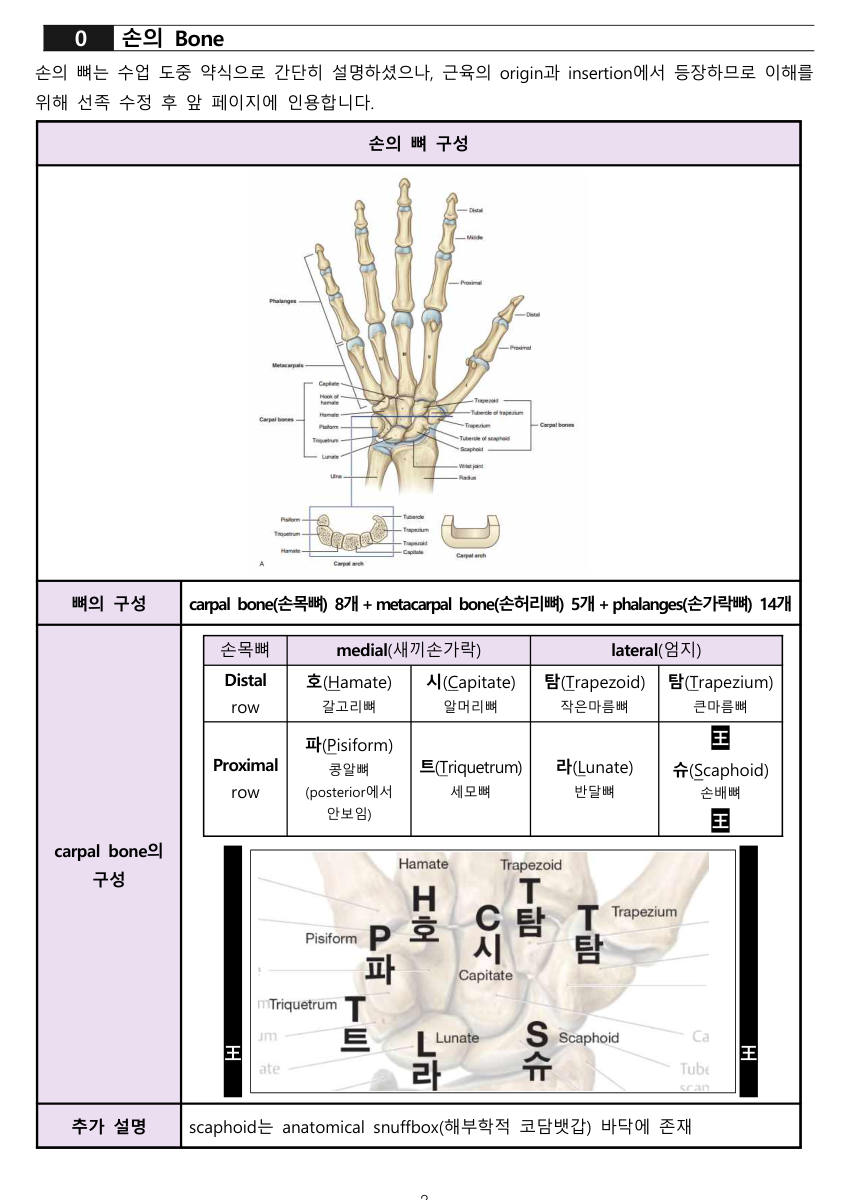 0 손의 Bone
손의 뼈는 수업 도중 약식으로 간단히 설명하셨으나, 근육의 origin과 insertion에서 등장하므로 이해를
위해 선족 수정 후 앞 페이지에 인용합니다.
손의 뼈 구성
Distal
Middle
Proximal
Phalanges
Distal
Proximal
Metacarpals
I
II
III
IV
V
Capitate
Hook of
hamate
Hamate
Carpal bones
Pisiform
Triquetrum
Lunate
Ulna
Trapezoid
Tubercle of trapezium
Trapezium
Carpal bones
Tubercle of scaphoid
Scaphoid
Wrist joint
Radius
Pisiform
Triquetrum
Hamate
Tubercle
Trapezium
Trapezoid
Capitate
Carpal arch
Carpal arch
A
뼈의 구성 carpal bone(손목뼈) 8개 + metacarpal bone(손허리뼈) 5개 + phalanges(손가락뼈) 14개
carpal bone의
구성
손목뼈 medial(새끼손가락) lateral(엄지)
Distal
row
호(Hamate)
갈고리뼈
시(Capitate)
알머리뼈
탐(Trapezoid)
작은마름뼈
탐(Trapezium)
큰마름뼈
Proximal
row
파(Pisiform)
콩알뼈
(posterior에서
안보임)
트(Triquetrum)
세모뼈
라(Lunate)
반달뼈
王
슈(Scaphoid)
손배뼈
王
Hamate
H
호
Trapezoid
T
탐
C
시
Capitate
T
탐
Trapezium
Pisiform
P
파
Triquetrum
T
트
L
라
Lunate
S
슈
Scaphoid
um
ate
Ca
Tube
scap
王
王
추가 설명 scaphoid는 anatomical snuffbox(해부학적 코담뱃갑) 바닥에 존재